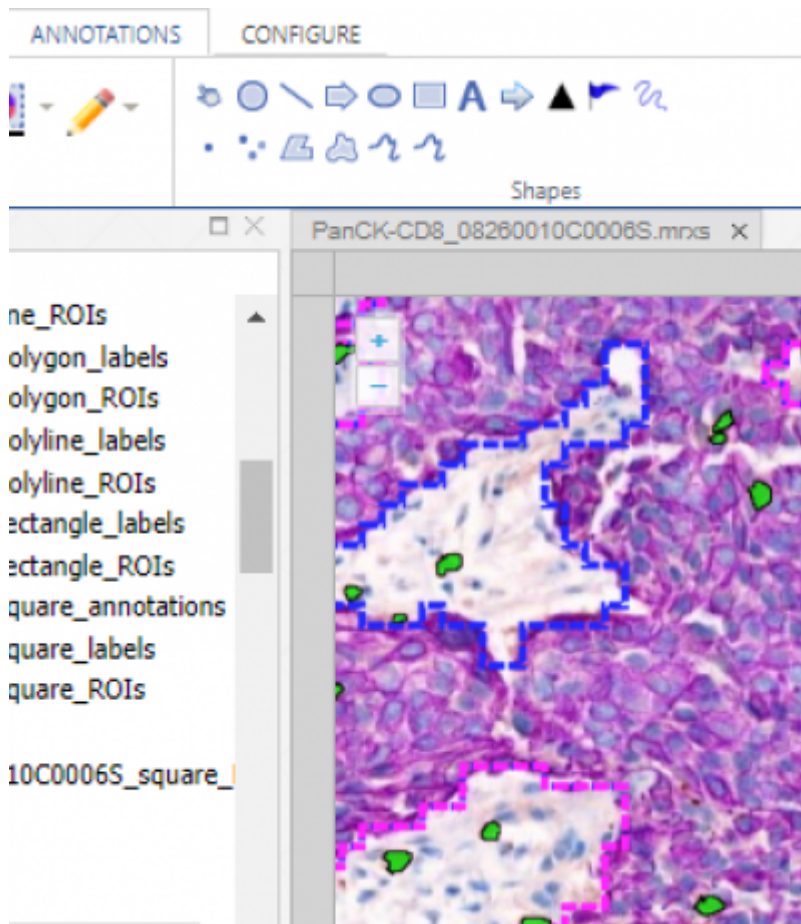 ANNOTATIONS CONFIGURE
A
Shapes
PanCK-CD8_08260010C0006S.mrxs ×
+
−
ne_ROIs
olygon_labels
olygon_ROIs
olyline_labels
olyline_ROIs
ectangle_labels
ectangle_ROIs
quare_annotations
quare_labels
quare_ROIs
10C0006S_square_